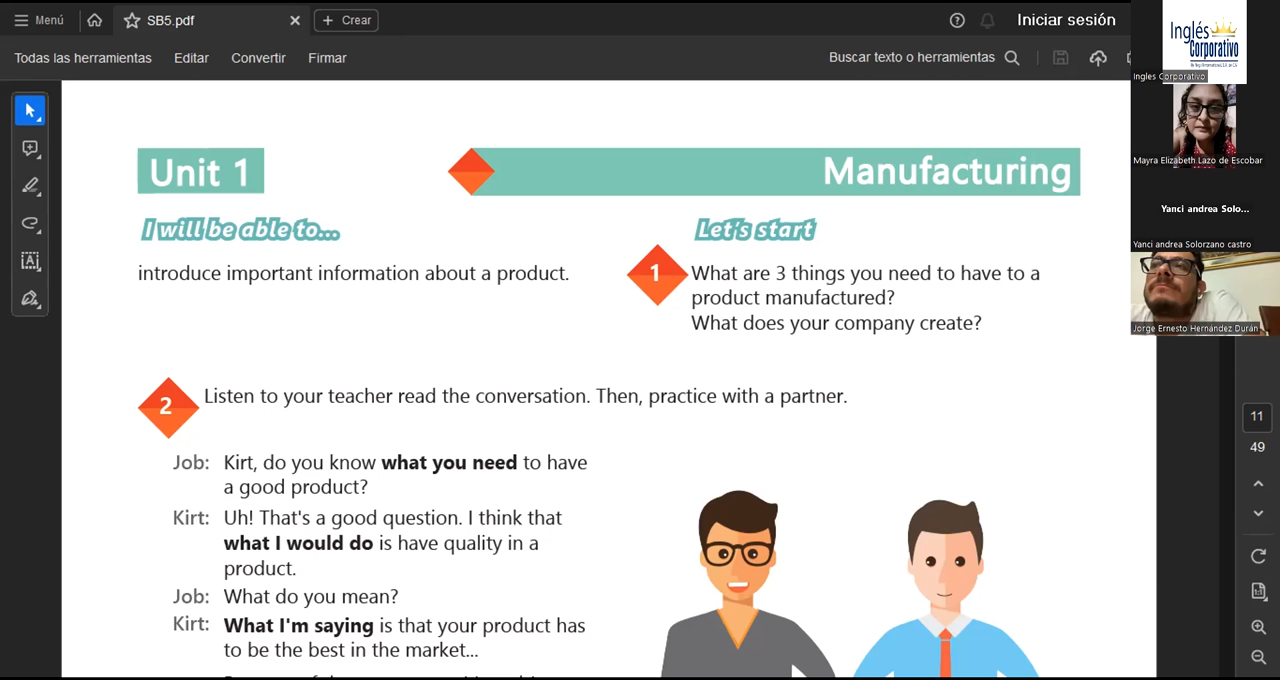 Menú
SB5.pdf
Crear
Iniciar sesión
Todas las herramientas
Editar
Convertir
Firmar
Buscar texto o herramientas
Inglés
Corporativo
Ingles Corporativo
Mayra Elizabeth Lazo de Escobar
Yanci andrea Solo...
Yanci andrea Solorzano castro
Jorge Ernesto Hernández Durán
Unit 1
Manufacturing
I will be able to...
introduce important information about a product.
Let's start
1
What are 3 things you need to have to a
product manufactured?
What does your company create?
2
Listen to your teacher read the conversation. Then, practice with a partner.
Job: Kirt, do you know what you need to have
a good product?
Kirt: Uh! That's a good question. I think that
what I would do is have quality in a
product.
Job: What do you mean?
Kirt: What I'm saying is that your product has
to be the best in the market...
11
49